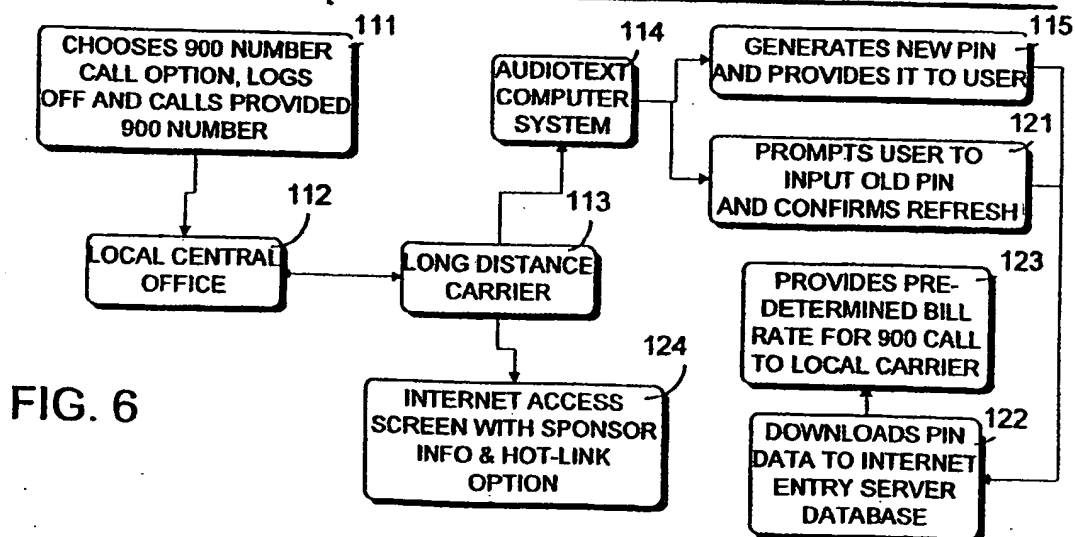 111
CHOOSES 900 NUMBER
CALL OPTION, LOGS
OFF AND CALLS PROVIDED
900 NUMBER
112
LOCAL CENTRAL
OFFICE
113
LONG DISTANCE
CARRIER
114
AUDIOTEXT
COMPUTER
SYSTEM
115
GENERATES NEW PIN
AND PROVIDES IT TO USER
121
PROMPTS USER TO
INPUT OLD PIN
AND CONFIRMS REFRESH
123
PROVIDES PRE-
DETERMINED BILL
RATE FOR 900 CALL
TO LOCAL CARRIER
124
INTERNET ACCESS
SCREEN WITH SPONSOR
INFO & HOT-LINK
OPTION
122
DOWNLOADS PIN
DATA TO INTERNET
ENTRY SERVER
DATABASE
FIG. 6